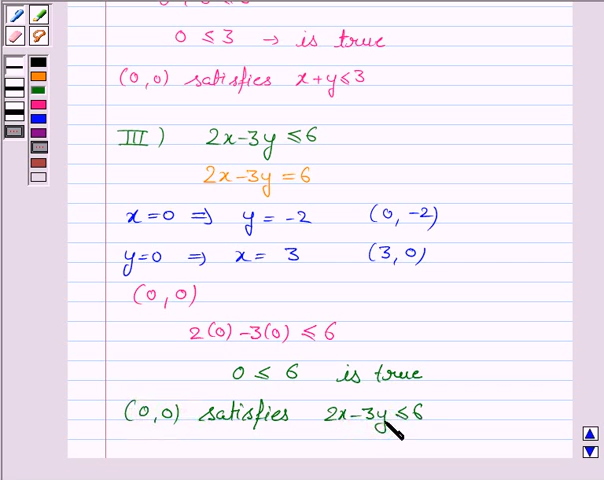 0 ≤ 3 → is true
(0,0) satisfies x+y≤3
III) 2x-3y ≤6
2x-3y = 6
x=0 => y = -2 (0, -2)
y=0 => x = 3 (3, 0)
(0,0)
2(0) -3(0) ≤ 6
0 ≤ 6 is true
(0,0) satisfies 2x-3y ≤6